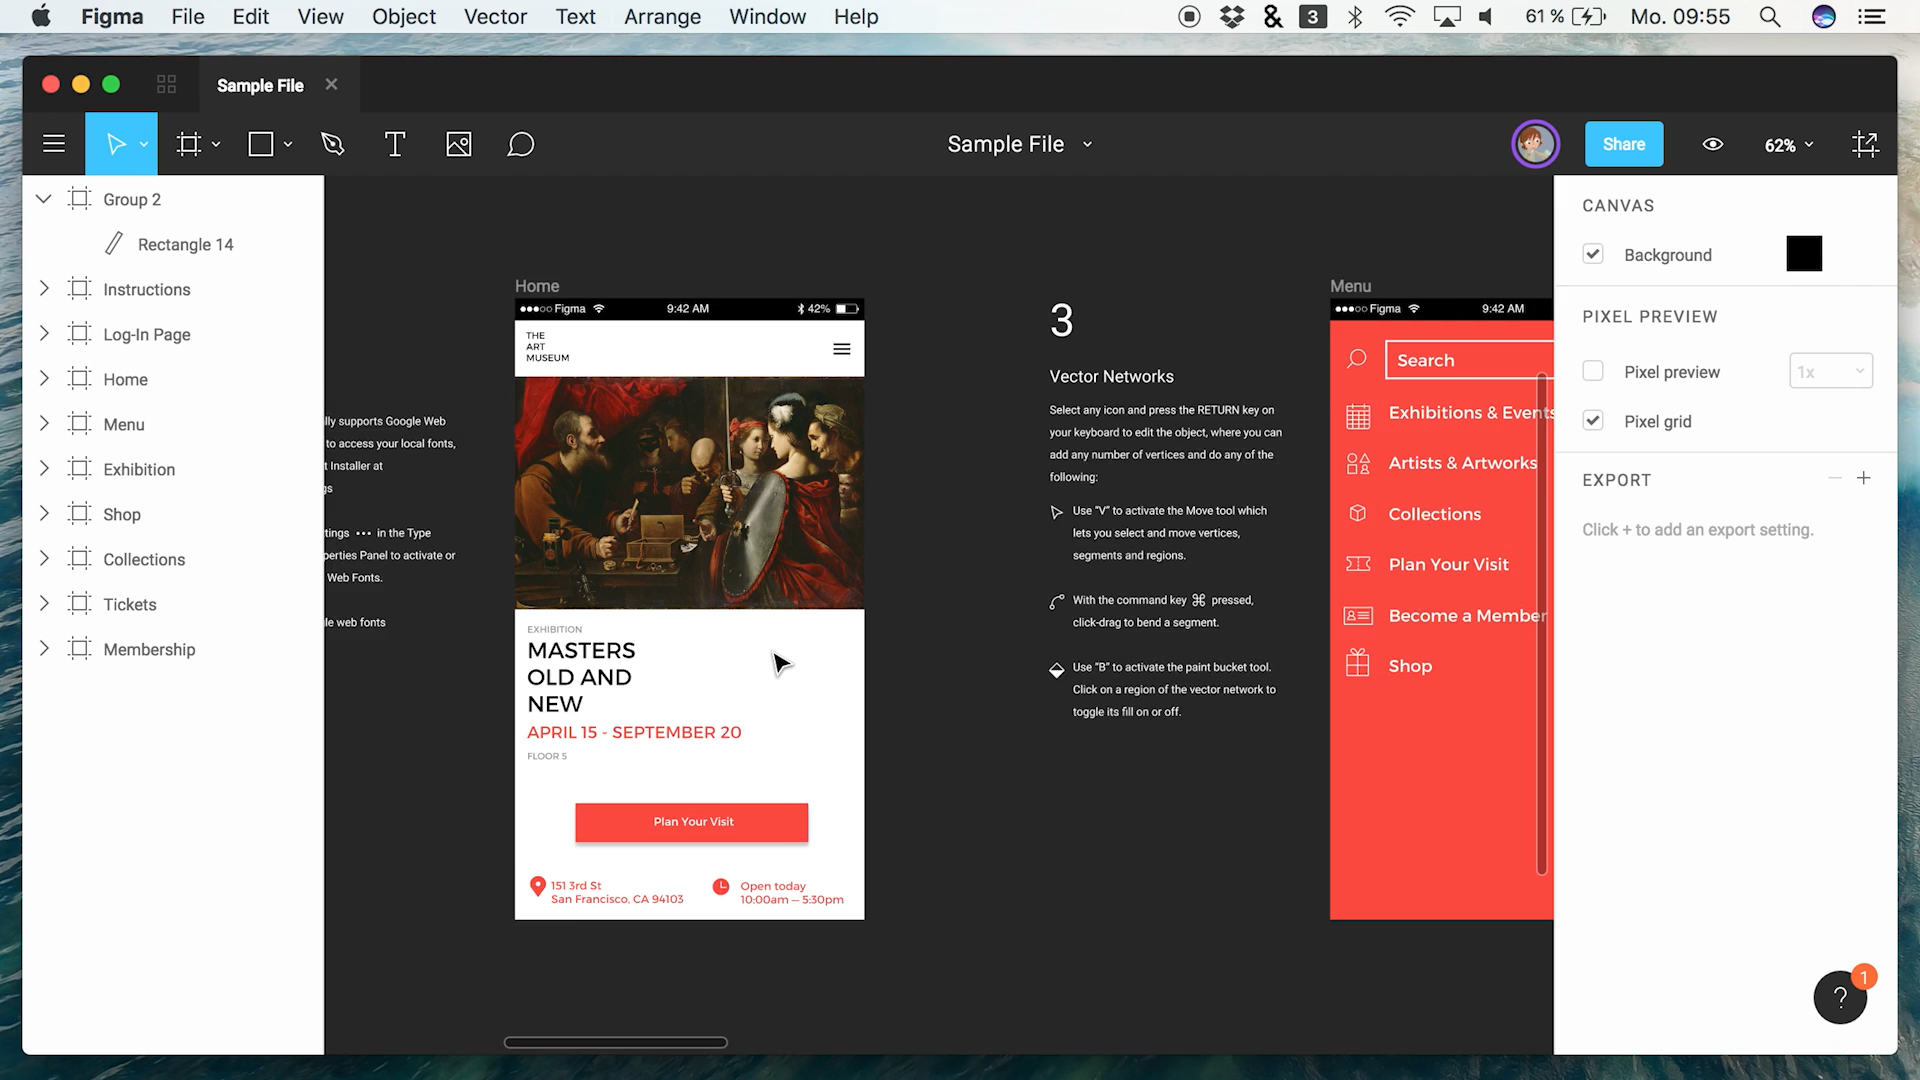 Figma File Edit View Object Vector Text Arrange Window Help
3 61 % Mo. 09:55
Sample File
Sample File
Share
62%
Group 2
Rectangle 14
Instructions
Log-In Page
Home
Menu
Exhibition
Shop
Collections
Tickets
Membership
lly supports Google Web
to access your local fonts,
t Installer at
gs
tings ••• in the Type
perties Panel to activate or
Web Fonts.
le web fonts
Home
Figma 9:42 AM 42%
THE
ART
MUSEUM
EXHIBITION
MASTERS
OLD AND
NEW
APRIL 15 - SEPTEMBER 20
FLOOR 5
Plan Your Visit
151 3rd St
San Francisco, CA 94103
Open today
10:00am — 5:30pm
3
Vector Networks
Select any icon and press the RETURN key on
your keyboard to edit the object, where you can
add any number of vertices and do any of the
following:
Use "V" to activate the Move tool which
lets you select and move vertices,
segments and regions.
With the command key ⌘ pressed,
click-drag to bend a segment.
Use "B" to activate the paint bucket tool.
Click on a region of the vector network to
toggle its fill on or off.
Menu
Figma 9:42 AM
Search
Exhibitions & Events
Artists & Artworks
Collections
Plan Your Visit
Become a Member
Shop
CANVAS
Background
PIXEL PREVIEW
Pixel preview 1x
Pixel grid
EXPORT
Click + to add an export setting.
1
?